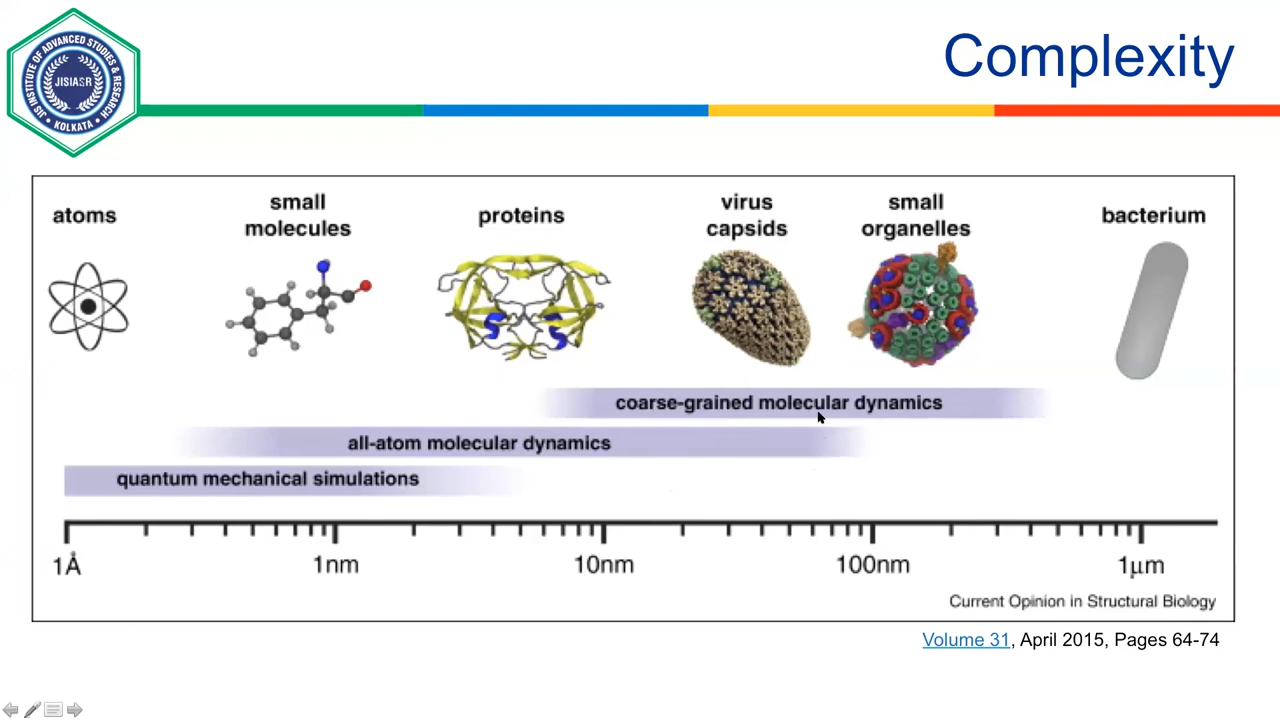 JIS INSTITUTE OF ADVANCED STUDIES & RESEARCH
JISIASR
• KOLKATA •
Complexity
atoms
small
molecules
proteins
virus
capsids
small
organelles
bacterium
coarse-grained molecular dynamics
all-atom molecular dynamics
quantum mechanical simulations
1Å
1nm
10nm
100nm
1µm
Current Opinion in Structural Biology
Volume 31, April 2015, Pages 64-74